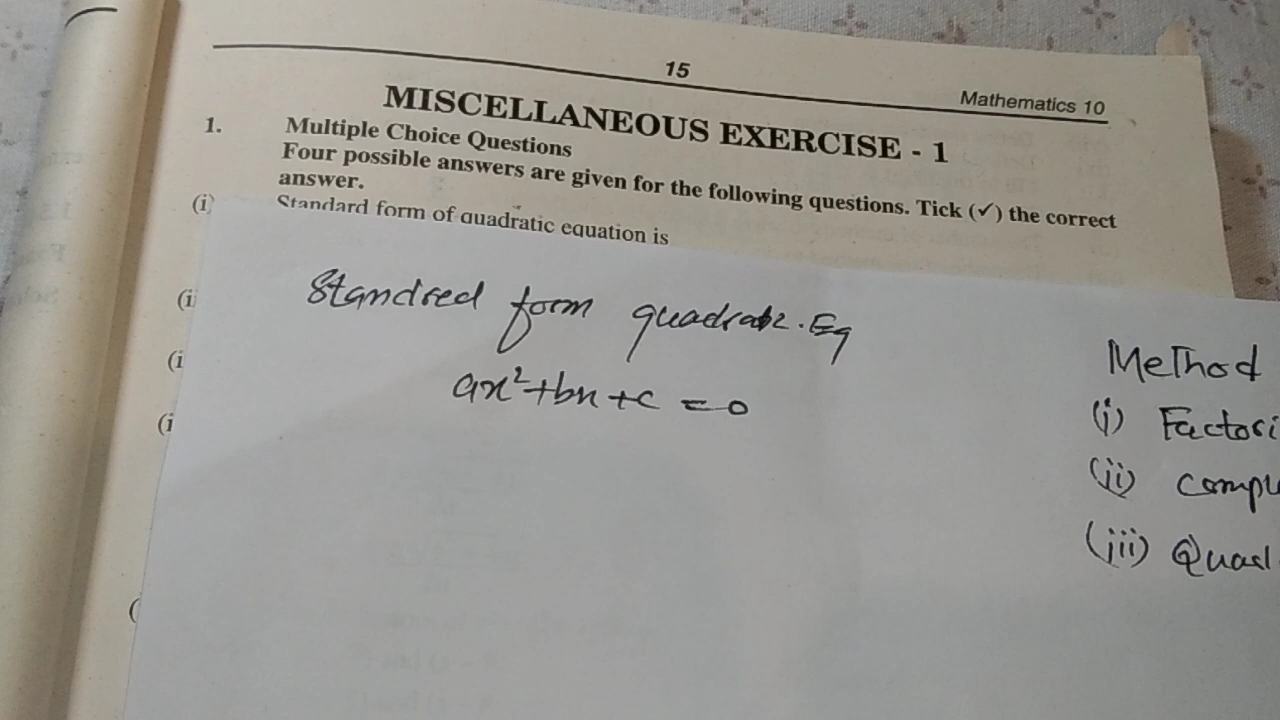 15
Mathematics 10
MISCELLANEOUS EXERCISE - 1
1. Multiple Choice Questions
Four possible answers are given for the following questions. Tick (✓) the correct
answer.
(i) Standard form of quadratic equation is
Standred form quadratic. Eq
ax²+bx+c =0
Method
(i) Factori
(ii) Compl
(iii) Quad
(i
(i
(i
(